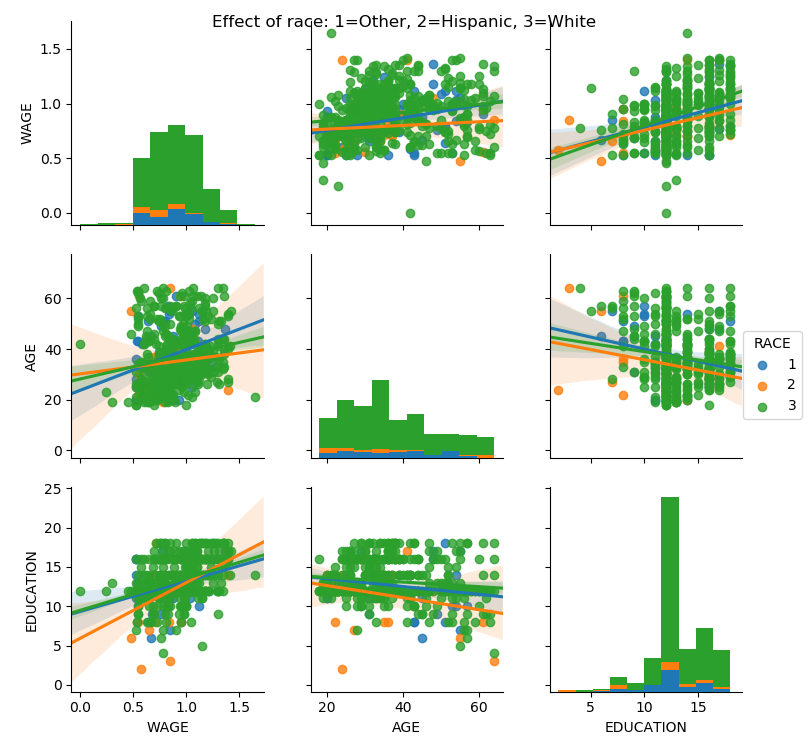 Effect of race: 1=Other, 2=Hispanic, 3=White
WAGE
1.5
1.0
0.5
0.0
AGE
60
40
20
0
RACE
1
2
3
EDUCATION
25
20
15
10
5
0
0.0 0.5 1.0 1.5
20 40 60
5 10 15
WAGE
AGE
EDUCATION